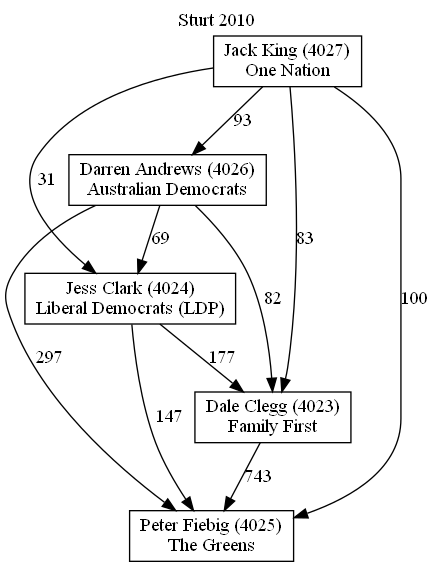 Sturt 2010
Jack King (4027)
One Nation
93
Darren Andrews (4026)
Australian Democrats
31
69
83
Jess Clark (4024)
Liberal Democrats (LDP)
82
100
297
177
Dale Clegg (4023)
Family First
147
743
Peter Fiebig (4025)
The Greens